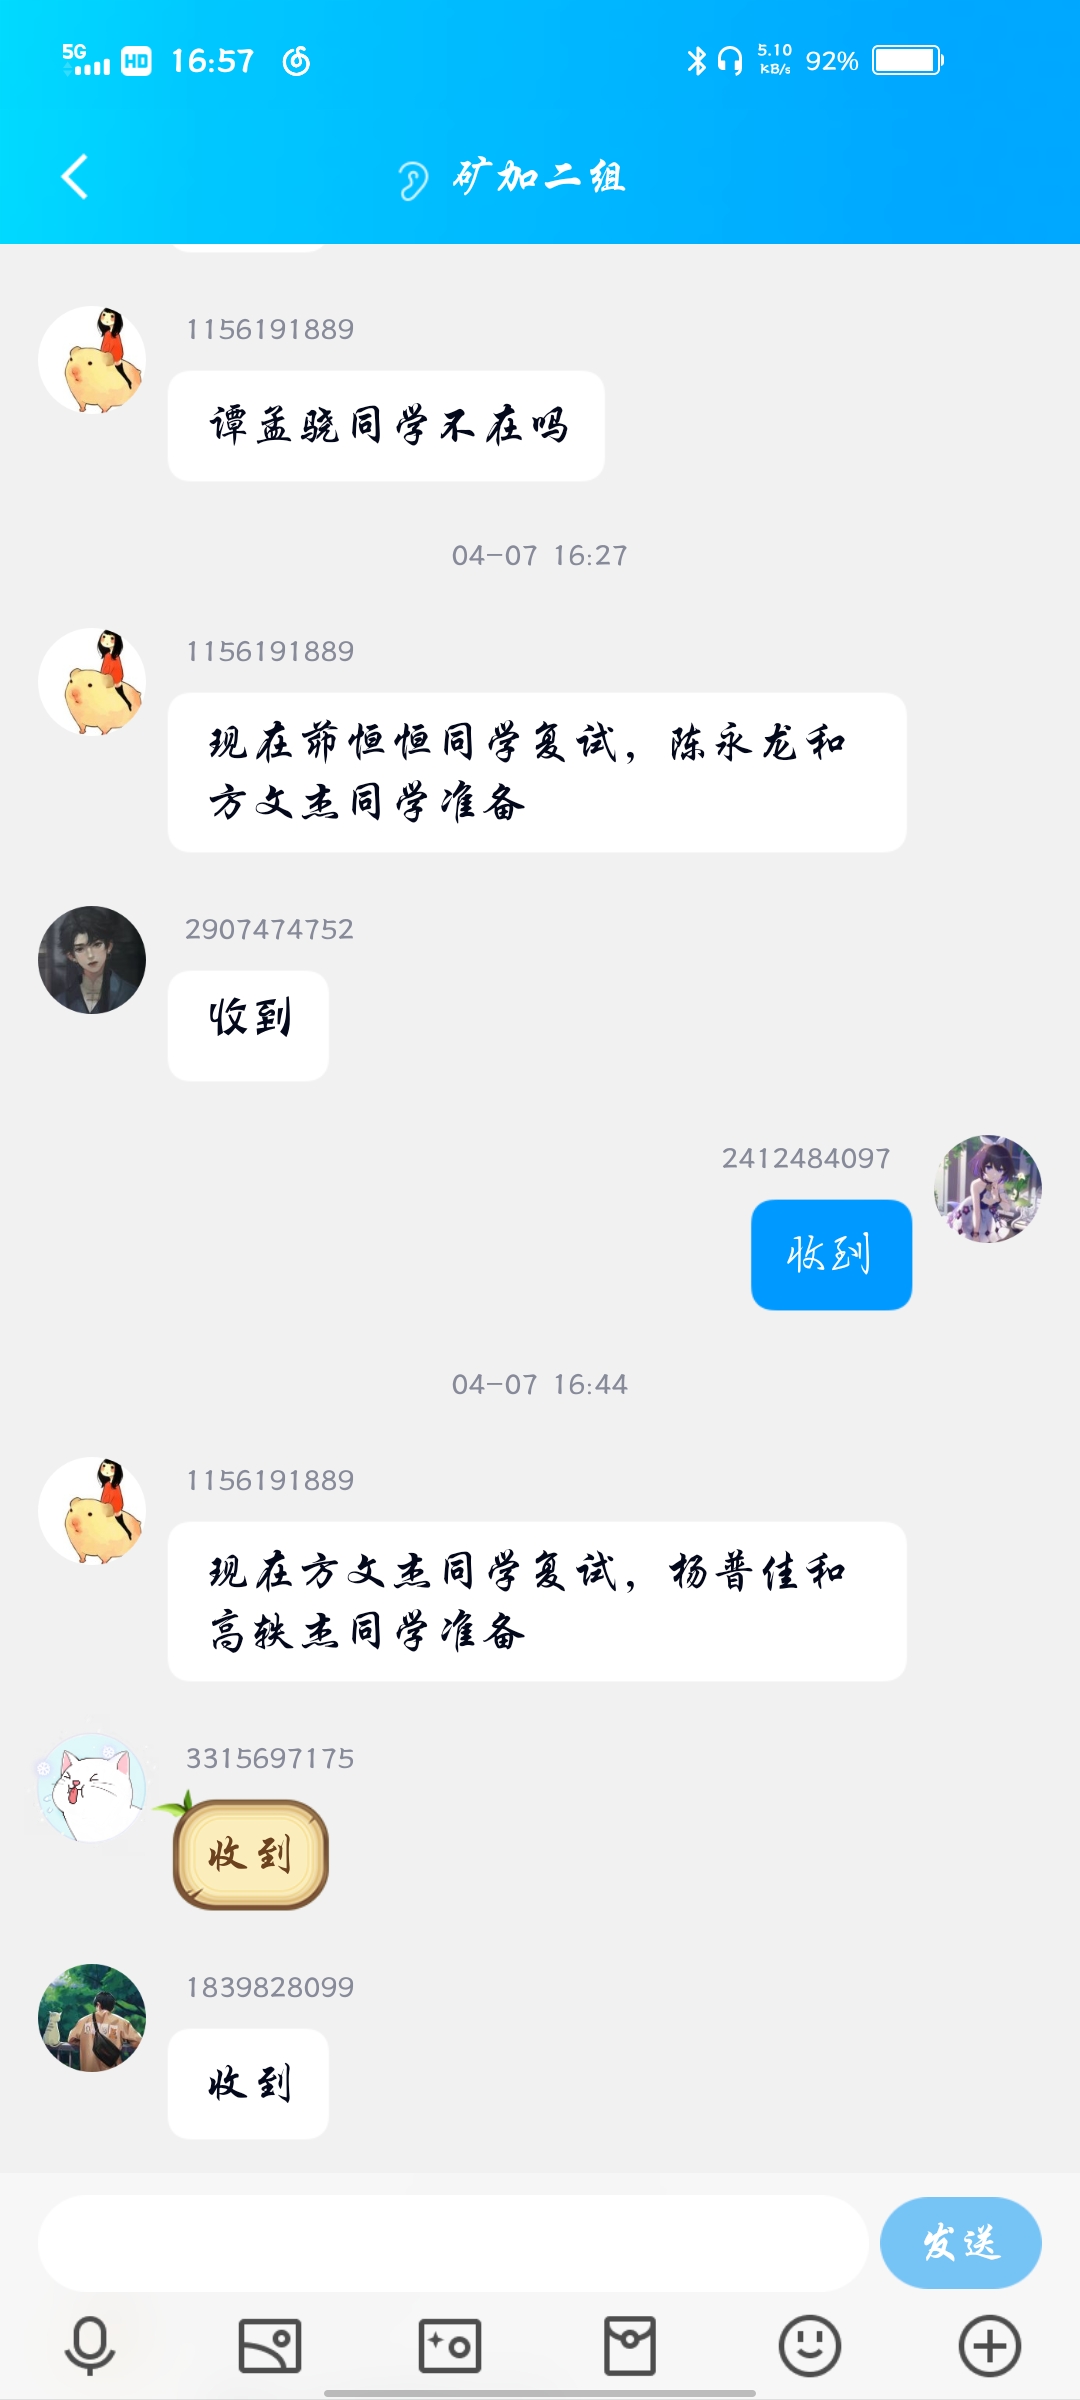 5G HD 16:57 5.10 KB/s 92%
矿加二组
1156191889
谭孟骁同学不在吗
04-07 16:27
1156191889
现在茆恒恒同学复试，陈永龙和
方文杰同学准备
2907474752
收到
2412484097
收到
04-07 16:44
1156191889
现在方文杰同学复试，杨普佳和
高轶杰同学准备
3315697175
收到
1839828099
收到
发送